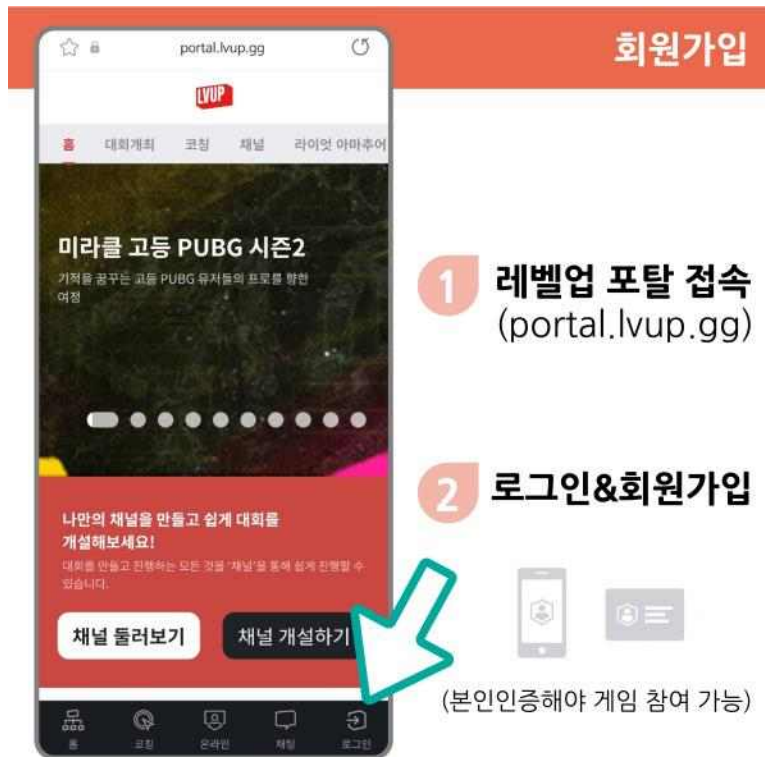 회원가입
portal.lvup.gg
LVUP
홈 대회개최 코칭 채널 라이엇 아마추어
미라클 고등 PUBG 시즌2
기적을 꿈꾸는 고등 PUBG 유저들의 프로를 향한
여정
1 레벨업 포탈 접속
(portal.lvup.gg)
2 로그인&회원가입
나만의 채널을 만들고 쉽게 대회를
개설해보세요!
대회를 만들고 진행하는 모든 것을 '채널'을 통해 쉽게 진행할 수
있습니다.
채널 둘러보기 채널 개설하기
(본인인증해야 게임 참여 가능)
홈 코칭 온라인 채팅 로그인